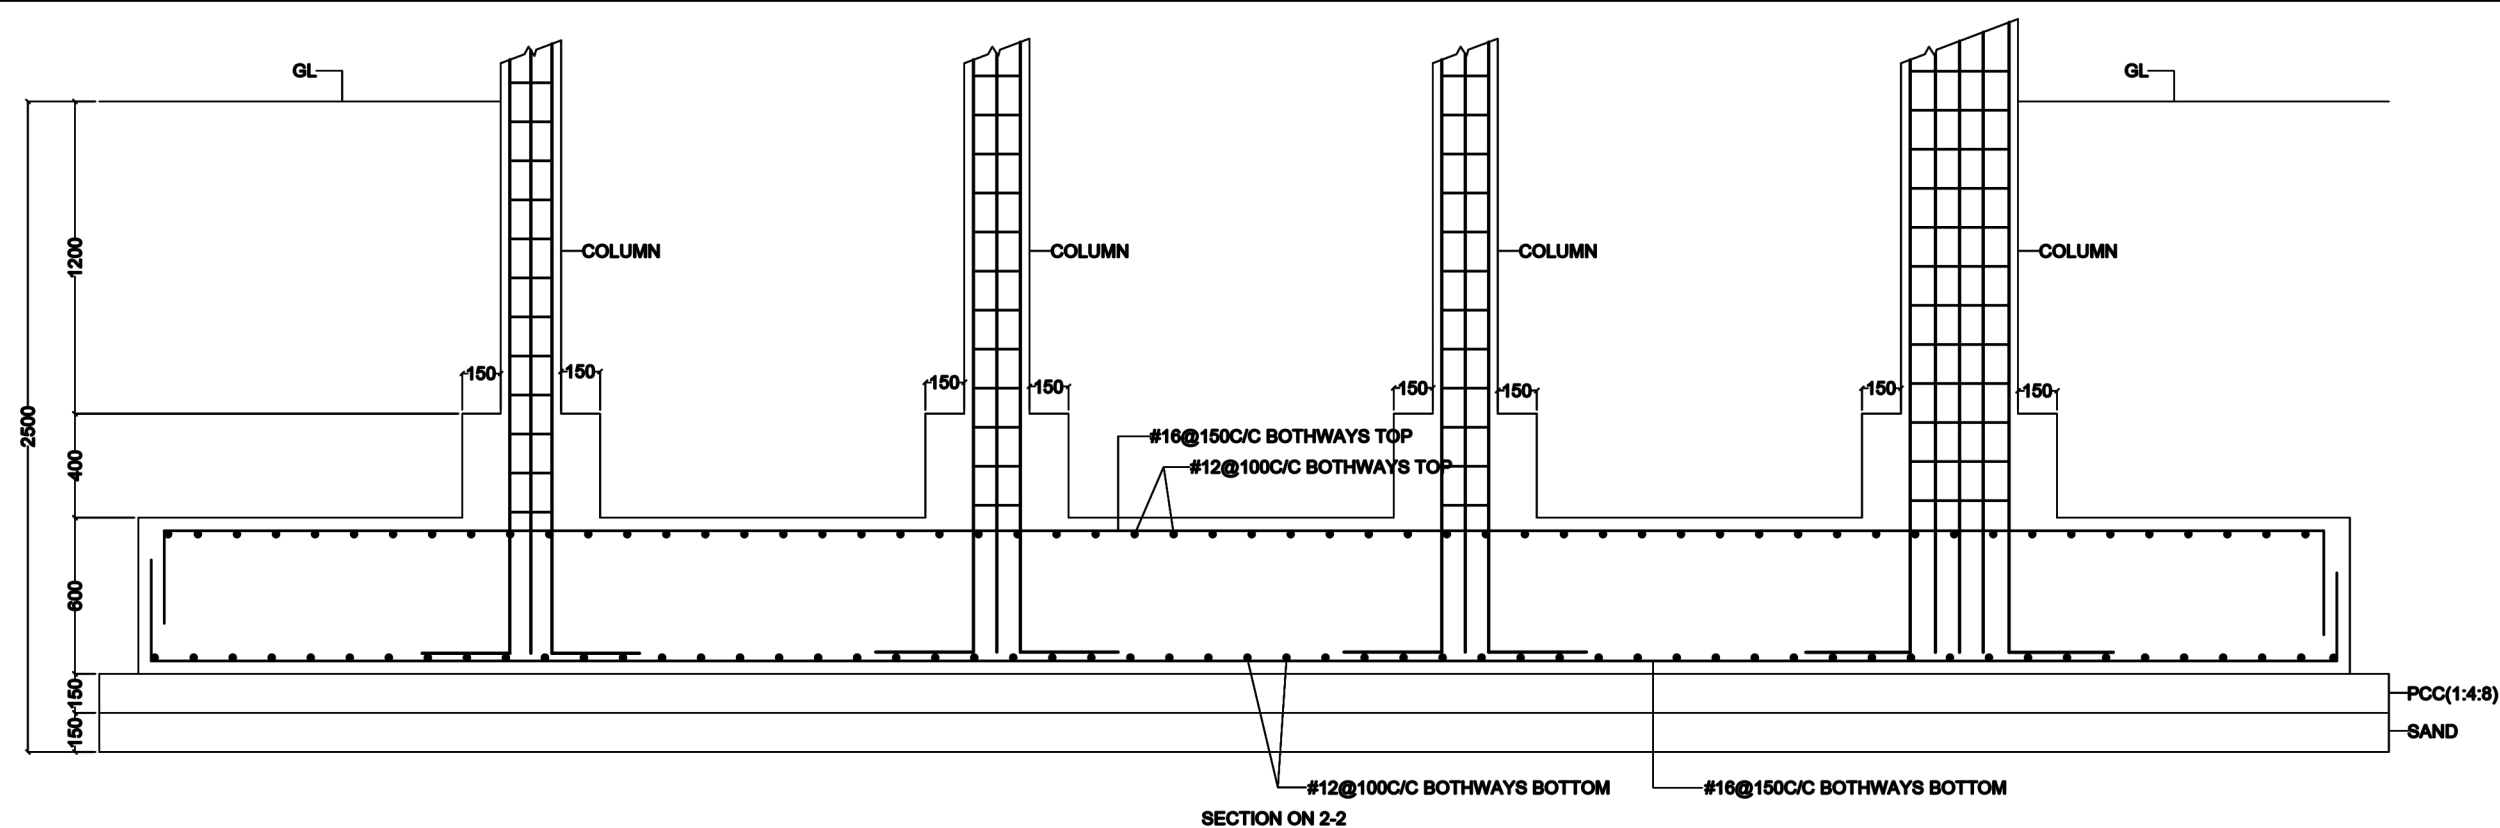 GL
GL
1200
COLUMN
COLUMN
COLUMN
COLUMN
150
150
150
150
150
150
150
150
2500
400
#16@150C/C BOTHWAYS TOP
#12@100C/C BOTHWAYS TOP
600
150
PCC(1:4:8)
150
SAND
#12@100C/C BOTHWAYS BOTTOM
#16@150C/C BOTHWAYS BOTTOM
SECTION ON 2-2